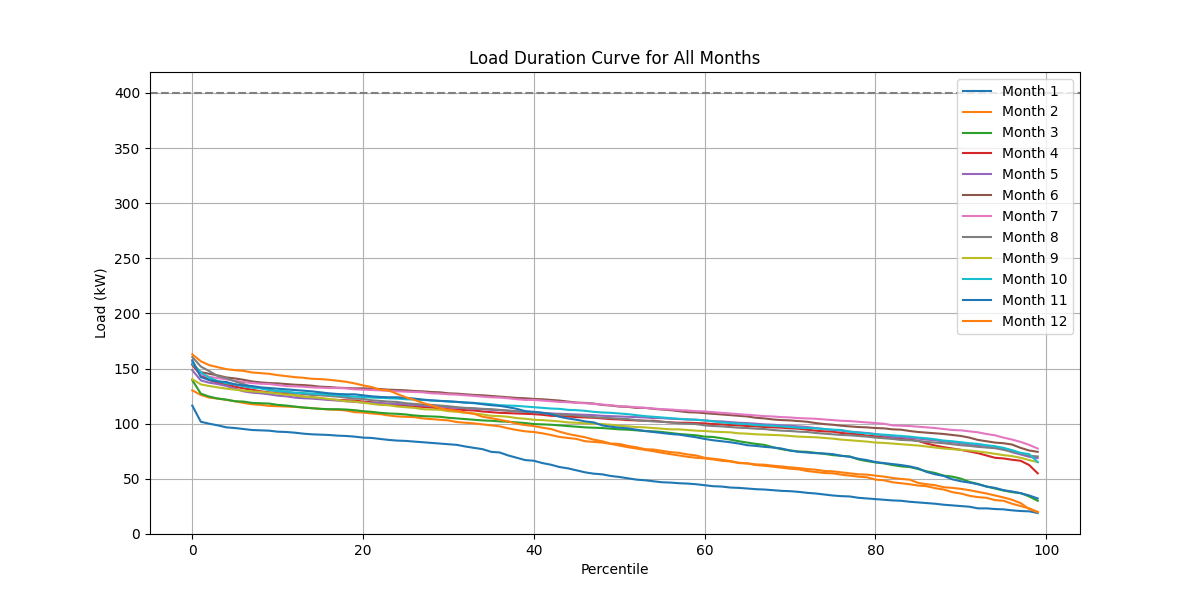 Load Duration Curve for All Months
Load (kW)
400
350
300
250
200
150
100
50
0
0 20 40 60 80 100
Percentile
Month 1
Month 2
Month 3
Month 4
Month 5
Month 6
Month 7
Month 8
Month 9
Month 10
Month 11
Month 12